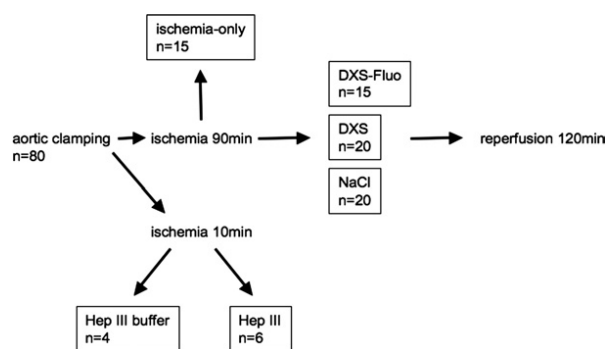 ischemia-only
n=15
DXS-Fluo
n=15
aortic clamping
n=80
ischemia 90min
DXS
n=20
reperfusion 120min
NaCl
n=20
ischemia 10min
Hep III buffer
n=4
Hep III
n=6